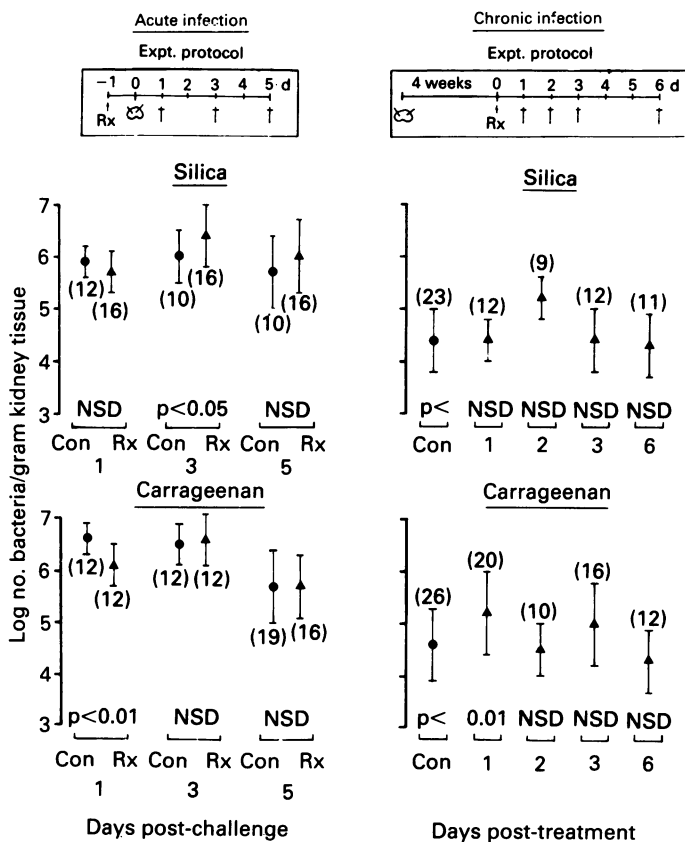 Acute infection
Expt. protocol
−1 0 1 2 3 4 5 d
Rx
Chronic infection
Expt. protocol
4 weeks 0 1 2 3 4 5 6 d
Rx
Log no. bacteria/gram kidney tissue
Silica
7
6
5
4
3
(12) (16) (10) (16) (10) (16)
NSD p<0.05 NSD
Con Rx Con Rx Con Rx
1 3 5
Silica
(23) (12) (9) (12) (11)
p< NSD NSD NSD NSD
Con 1 2 3 6
Carrageenan
7
6
5
4
3
(12) (12) (12) (12) (19) (16)
p<0.01 NSD NSD
Con Rx Con Rx Con Rx
1 3 5
Days post-challenge
Carrageenan
(26) (20) (10) (16) (12)
p< 0.01 NSD NSD NSD
Con 1 2 3 6
Days post-treatment